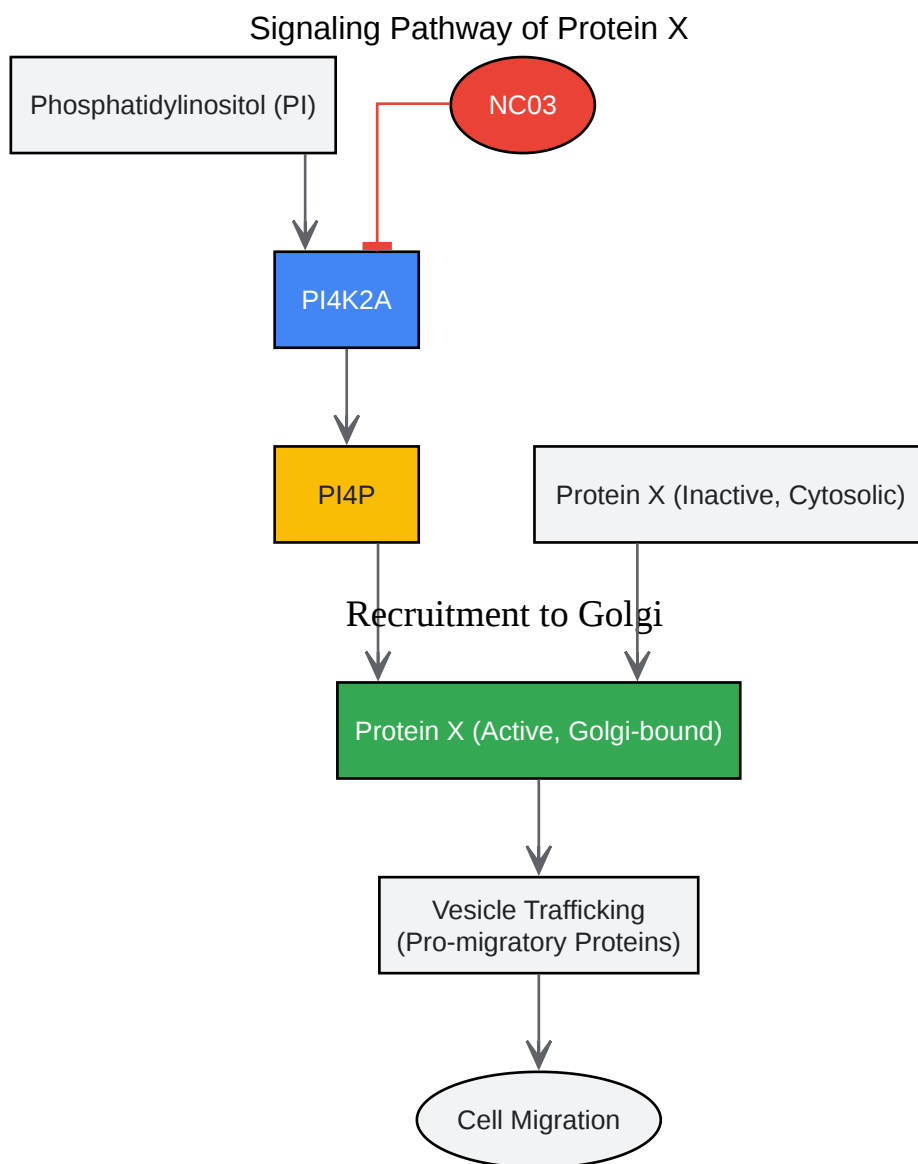 Signaling Pathway of Protein X
Phosphatidylinositol (PI)
NC03
PI4K2A
PI4P
Protein X (Inactive, Cytosolic)
Recruitment to Golgi
Protein X (Active, Golgi-bound)
Vesicle Trafficking
(Pro-migratory Proteins)
Cell Migration